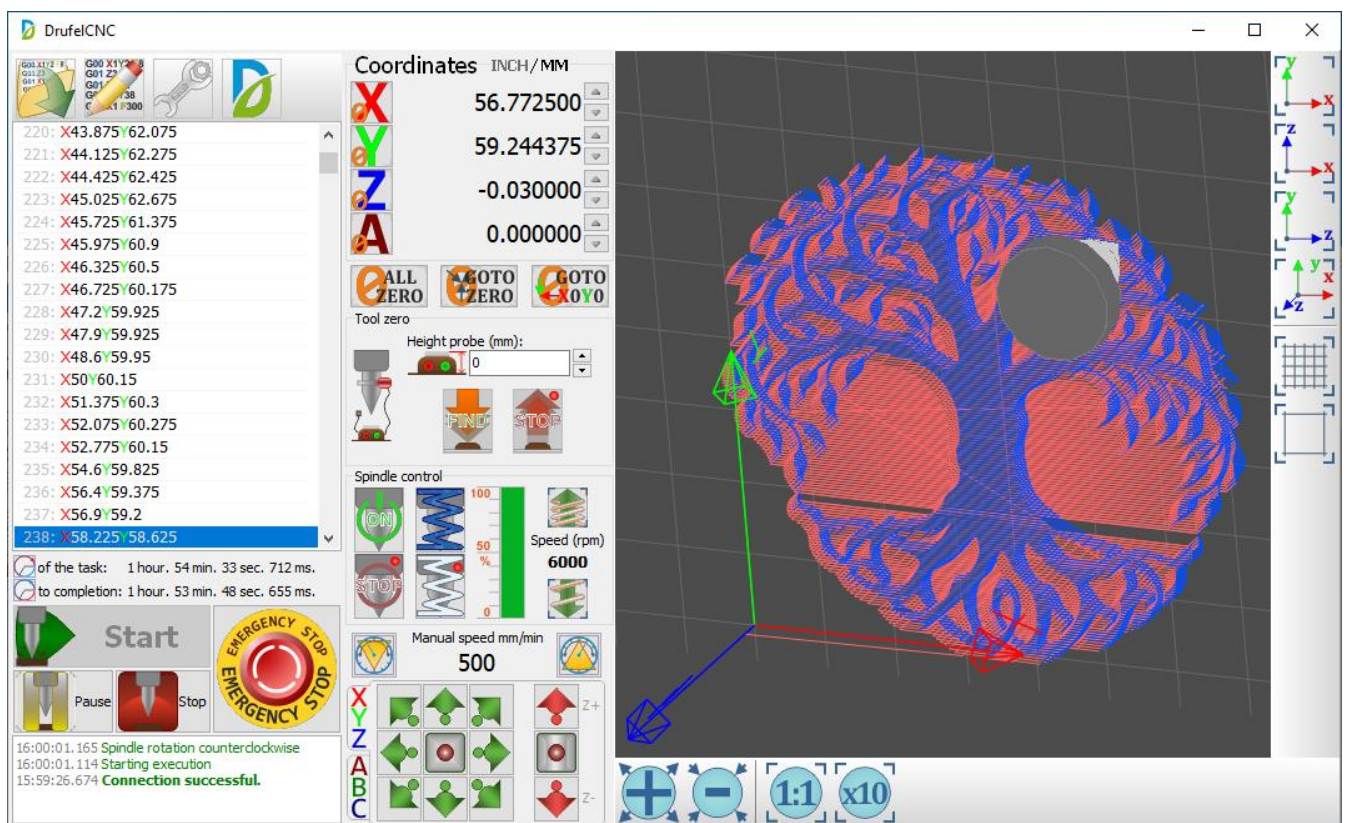 DrufelCNC
G00 X1Y2
G00 X1Y2
G01 Z
X1 F300
220: X43.875Y62.075
221: X44.125Y62.275
222: X44.425Y62.425
223: X45.025Y62.675
224: X45.725Y61.375
225: X45.975Y60.9
226: X46.325Y60.5
227: X46.725Y60.175
228: X47.2Y59.925
229: X47.9Y59.925
230: X48.6Y59.95
231: X50Y60.15
232: X51.375Y60.3
233: X52.075Y60.275
234: X52.775Y60.15
235: X54.6Y59.825
236: X56.4Y59.375
237: X56.9Y59.2
238: X58.225Y58.625
of the task: 1 hour. 54 min. 33 sec. 712 ms.
to completion: 1 hour. 53 min. 48 sec. 655 ms.
Start
Pause
Stop
EMERGENCY STOP
EMERGENCY STOP
16:00:01.165 Spindle rotation counterclockwise
16:00:01.114 Starting execution
15:59:26.674 Connection successful.
Coordinates INCH/MM
X 56.772500
Y 59.244375
Z -0.030000
A 0.000000
ALL ZERO
GOTO ZERO
GOTO X0Y0
Tool zero
Height probe (mm):
0
FIND
STOP
Spindle control
ON
STOP
100
50
%
0
Speed (rpm)
6000
Manual speed mm/min
500
X
Y
Z
A
B
C
Z+
Z-
Y
X
y
x
z
x
y
z
y
x
z
1:1
x10